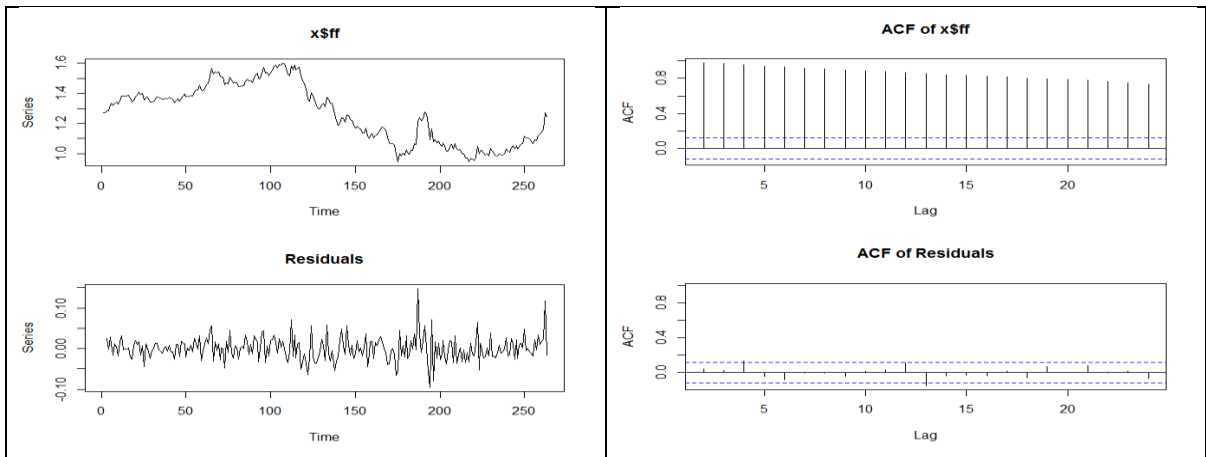 x$ff
Series
1.0 1.2 1.4 1.6
0 50 100 150 200 250
Time
Residuals
Series
-0.10 0.00 0.10
0 50 100 150 200 250
Time
ACF of x$ff
ACF
0.0 0.4 0.8
5 10 15 20
Lag
ACF of Residuals
ACF
0.0 0.4 0.8
5 10 15 20
Lag